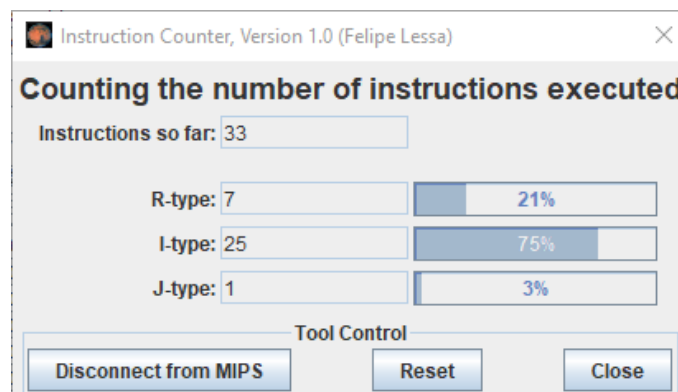 Instruction Counter, Version 1.0 (Felipe Lessa)
Counting the number of instructions executed
Instructions so far: 33
R-type: 7 21%
I-type: 25 75%
J-type: 1 3%
Tool Control
Disconnect from MIPS Reset Close